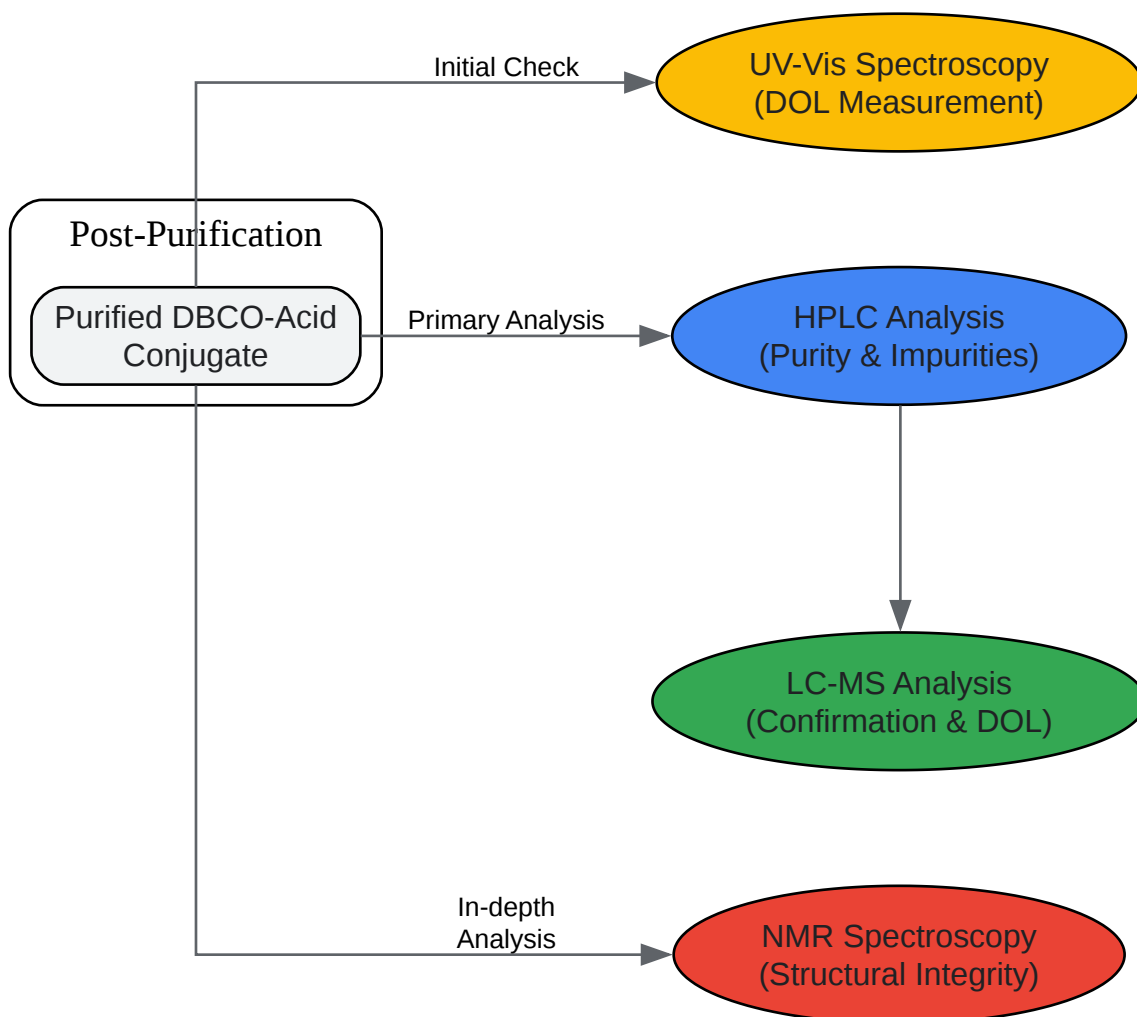 Initial Check
UV-Vis Spectroscopy
(DOL Measurement)
Post-Purification
Purified DBCO-Acid
Conjugate
Primary Analysis
HPLC Analysis
(Purity & Impurities)
LC-MS Analysis
(Confirmation & DOL)
In-depth
Analysis
NMR Spectroscopy
(Structural Integrity)